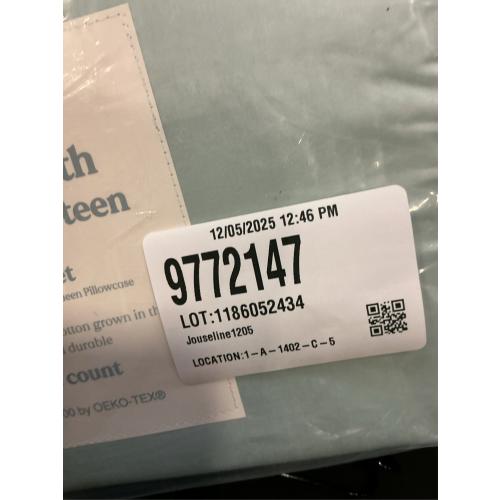 th
teen
et
een Pillowcase
otton grown in th
durable
count
00 by OEKO-TEX®
12/05/2025 12:46 PM
9772147
LOT:1186052434
Jouseline1205
LOCATION:1-A-1402-C-5